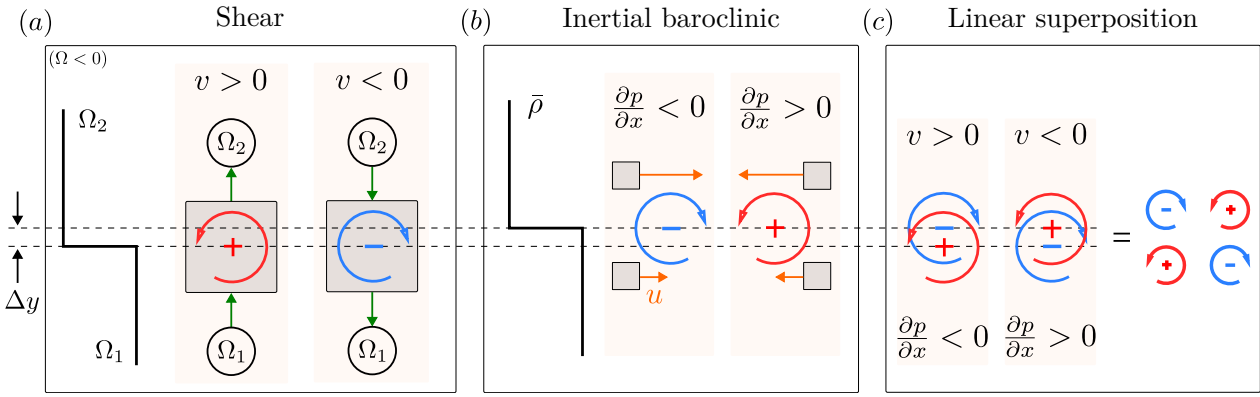 (a) Shear
(Ω < 0)
v > 0 v < 0
Ω₂ Ω₂ Ω₂
+ −
Δy
Ω₁ Ω₁ Ω₁
(b) Inertial baroclinic
ρ̄ ∂p/∂x < 0 ∂p/∂x > 0
− +
u
(c) Linear superposition
v > 0 v < 0
− + − +
+ − = + −
∂p/∂x < 0 ∂p/∂x > 0